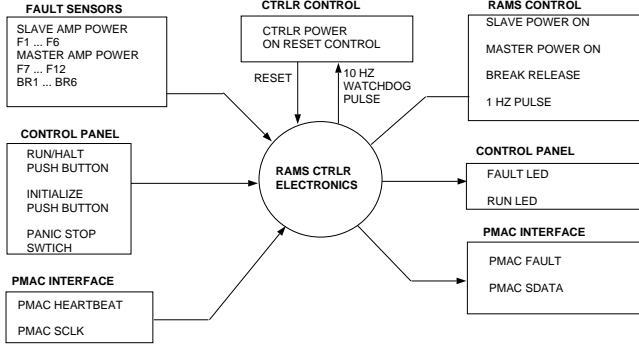 FAULT SENSORS
SLAVE AMP POWER
F1 ... F6
MASTER AMP POWER
F7 ... F12
BR1 ... BR6
CTRLR CONTROL
CTRLR POWER
ON RESET CONTROL
RAMS CONTROL
SLAVE POWER ON
MASTER POWER ON
BREAK RELEASE
1 HZ PULSE
RESET
10 HZ
WATCHDOG
PULSE
CONTROL PANEL
RUN/HALT
PUSH BUTTON
INITIALIZE
PUSH BUTTON
PANIC STOP
SWTICH
RAMS CTRLR
ELECTRONICS
CONTROL PANEL
FAULT LED
RUN LED
PMAC INTERFACE
PMAC HEARTBEAT
PMAC SCLK
PMAC INTERFACE
PMAC FAULT
PMAC SDATA